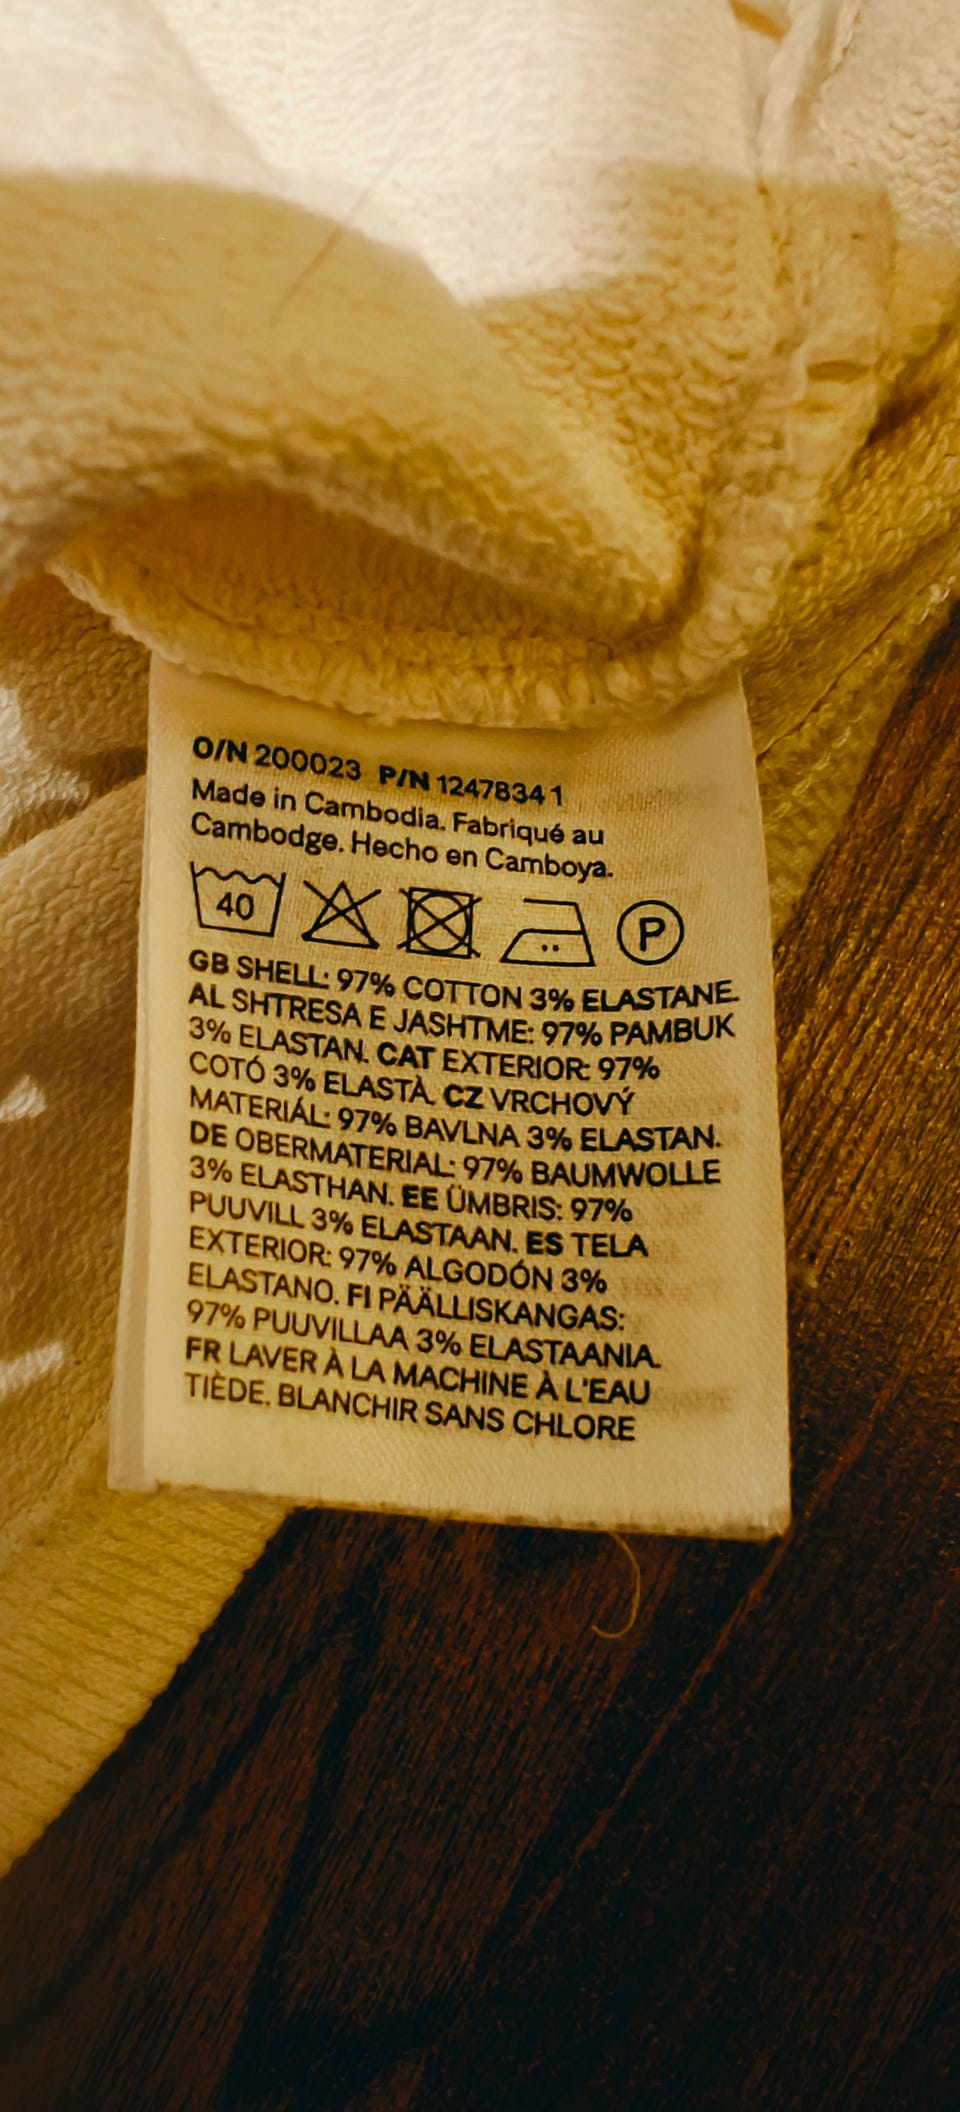 O/N 200023 P/N 12478341
Made in Cambodia. Fabriqué au
Cambodge. Hecho en Camboya.
40 P
GB SHELL: 97% COTTON 3% ELASTANE.
AL SHTRESA E JASHTME: 97% PAMBUK
3% ELASTAN. CAT EXTERIOR: 97%
COTÓ 3% ELASTÀ. CZ VRCHOVÝ
MATERIÁL: 97% BAVLNA 3% ELASTAN.
DE OBERMATERIAL: 97% BAUMWOLLE
3% ELASTHAN. EE ÜMBRIS: 97%
PUUVILL 3% ELASTAAN. ES TELA
EXTERIOR: 97% ALGODÓN 3%
ELASTANO. FI PÄÄLLISKANGAS:
97% PUUVILLAA 3% ELASTAANIA.
FR LAVER À LA MACHINE À L'EAU
TIÈDE. BLANCHIR SANS CHLORE